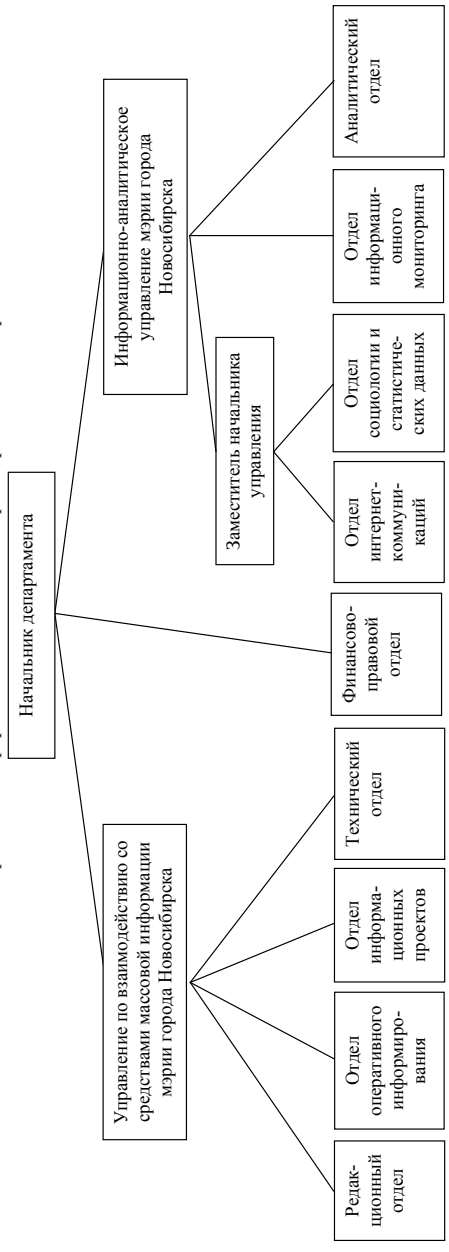 Начальник департамента
Управление по взаимодействию со
средствами массовой информации
мэрии города Новосибирска
Информационно-аналитическое
управление мэрии города
Новосибирска
Заместитель начальника
управления
Редак-
ционный
отдел
Отдел
оперативного
информиро-
вания
Отдел
информа-
ционных
проектов
Технический
отдел
Финансово-
правовой
отдел
Отдел
интернет-
коммуни-
каций
Отдел
социологии и
статистиче-
ских данных
Отдел
информаци-
онного
мониторинга
Аналитический
отдел